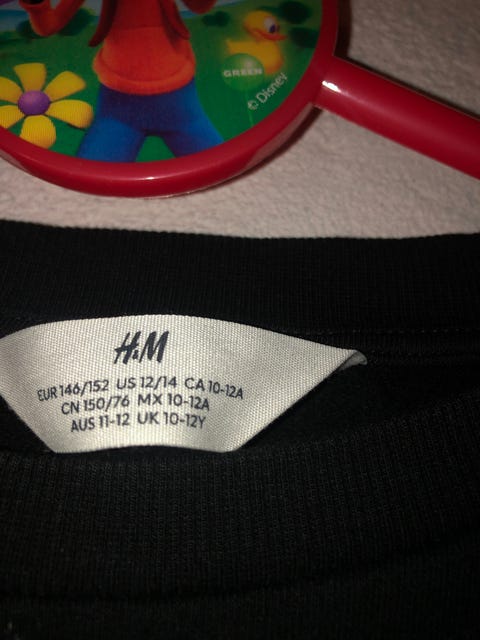 GREEN
© Disney
H&M
EUR 146/152 US 12/14 CA 10-12A
CN 150/76 MX 10-12A
AUS 11-12 UK 10-12Y